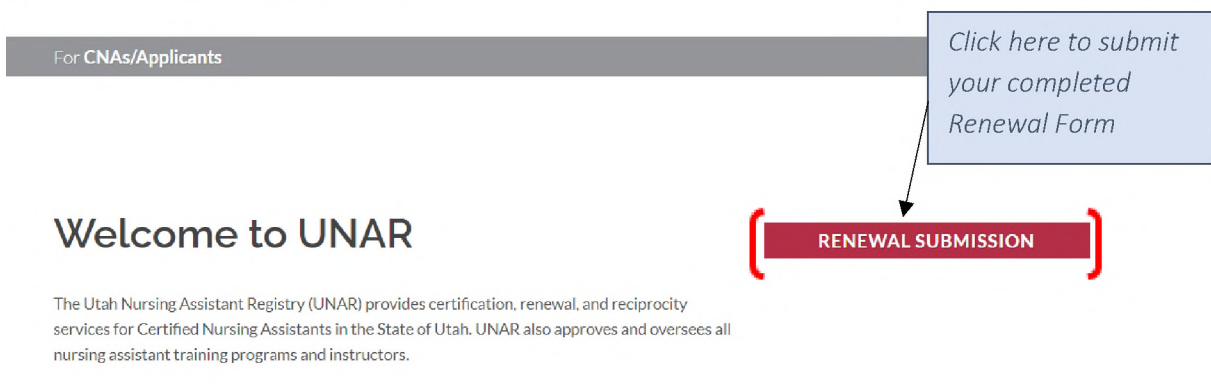 For CNAs/Applicants
Click here to submit
your completed
Renewal Form
Welcome to UNAR
RENEWAL SUBMISSION
The Utah Nursing Assistant Registry (UNAR) provides certification, renewal, and reciprocity
services for Certified Nursing Assistants in the State of Utah. UNAR also approves and oversees all
nursing assistant training programs and instructors.